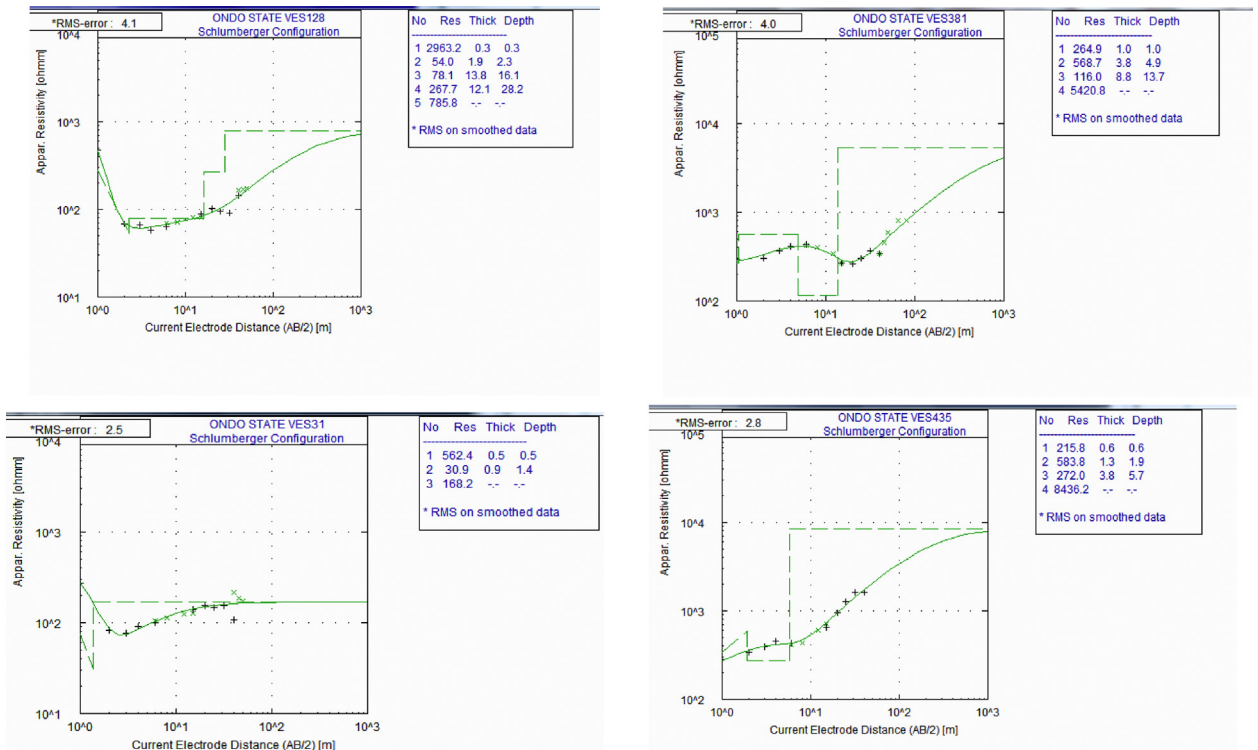 *RMS-error : 4.1
ONDO STATE VES128
Schlumberger Configuration
10^4
10^3
10^2
10^1
Appar. Resistivity [ohmm]
10^0 10^1 10^2 10^3
Current Electrode Distance (AB/2) [m]
No Res Thick Depth
1 2963.2 0.3 0.3
2 54.0 1.9 2.3
3 78.1 13.8 16.1
4 267.7 12.1 28.2
5 785.8 -.- -.-
* RMS on smoothed data
*RMS-error : 4.0
ONDO STATE VES381
Schlumberger Configuration
10^5
10^4
10^3
10^2
Appar. Resistivity [ohmm]
10^0 10^1 10^2 10^3
Current Electrode Distance (AB/2) [m]
No Res Thick Depth
1 264.9 1.0 1.0
2 568.7 3.8 4.9
3 116.0 8.8 13.7
4 5420.8 -.- -.-
* RMS on smoothed data
*RMS-error : 2.5
ONDO STATE VES31
Schlumberger Configuration
10^4
10^3
10^2
10^1
Appar. Resistivity [ohmm]
10^0 10^1 10^2 10^3
Current Electrode Distance (AB/2) [m]
No Res Thick Depth
1 562.4 0.5 0.5
2 30.9 0.9 1.4
3 168.2 -.- -.-
* RMS on smoothed data
*RMS-error : 2.8
ONDO STATE VES435
Schlumberger Configuration
10^5
10^4
10^3
10^2
Appar. Resistivity [ohmm]
10^0 10^1 10^2 10^3
Current Electrode Distance (AB/2) [m]
No Res Thick Depth
1 215.8 0.6 0.6
2 583.8 1.3 1.9
3 272.0 3.8 5.7
4 8436.2 -.- -.-
* RMS on smoothed data